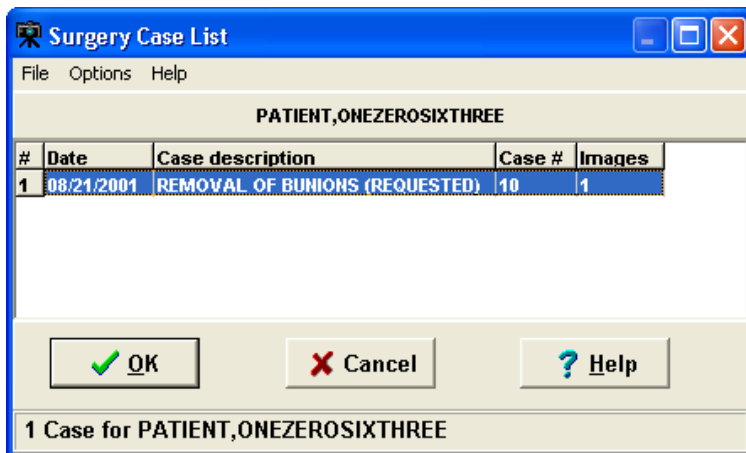 Surgery Case List
File Options Help
PATIENT,ONEZEROSIXTHREE
# Date Case description Case # Images
1 08/21/2001 REMOVAL OF BUNIONS (REQUESTED) 10 1
OK Cancel ? Help
1 Case for PATIENT,ONEZEROSIXTHREE